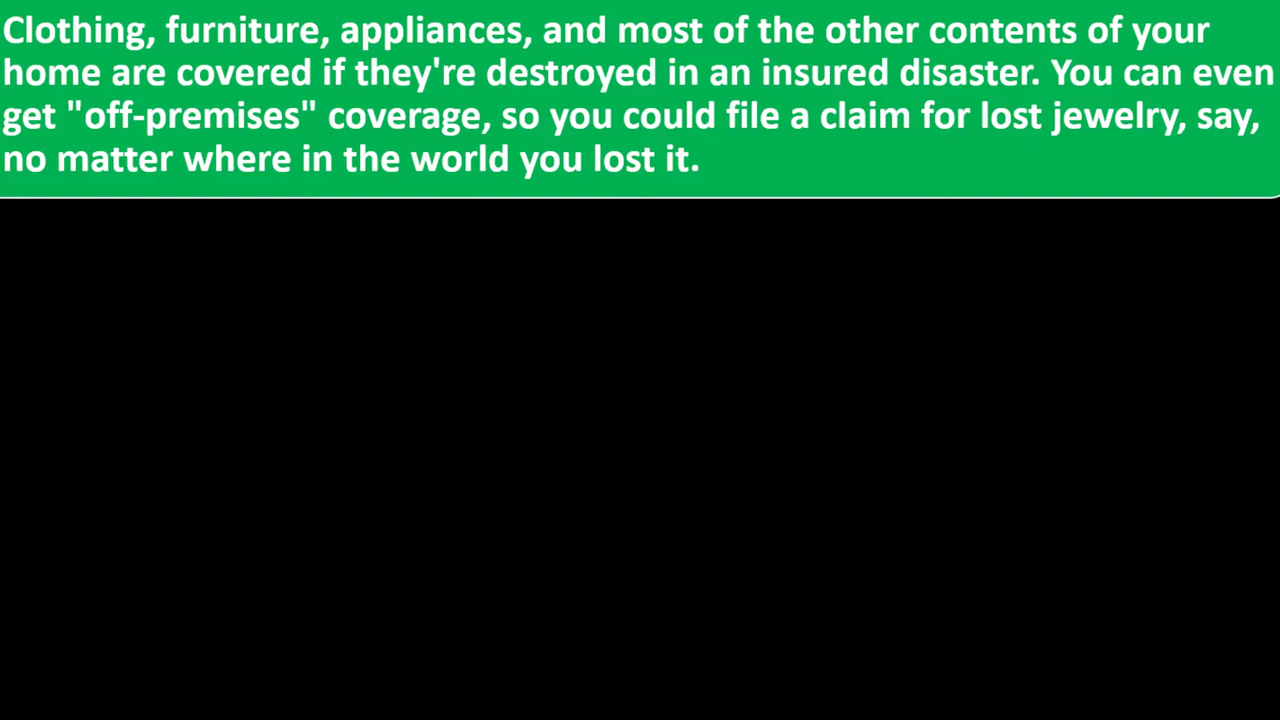 Clothing, furniture, appliances, and most of the other contents of your
home are covered if they're destroyed in an insured disaster. You can even
get "off-premises" coverage, so you could file a claim for lost jewelry, say,
no matter where in the world you lost it.